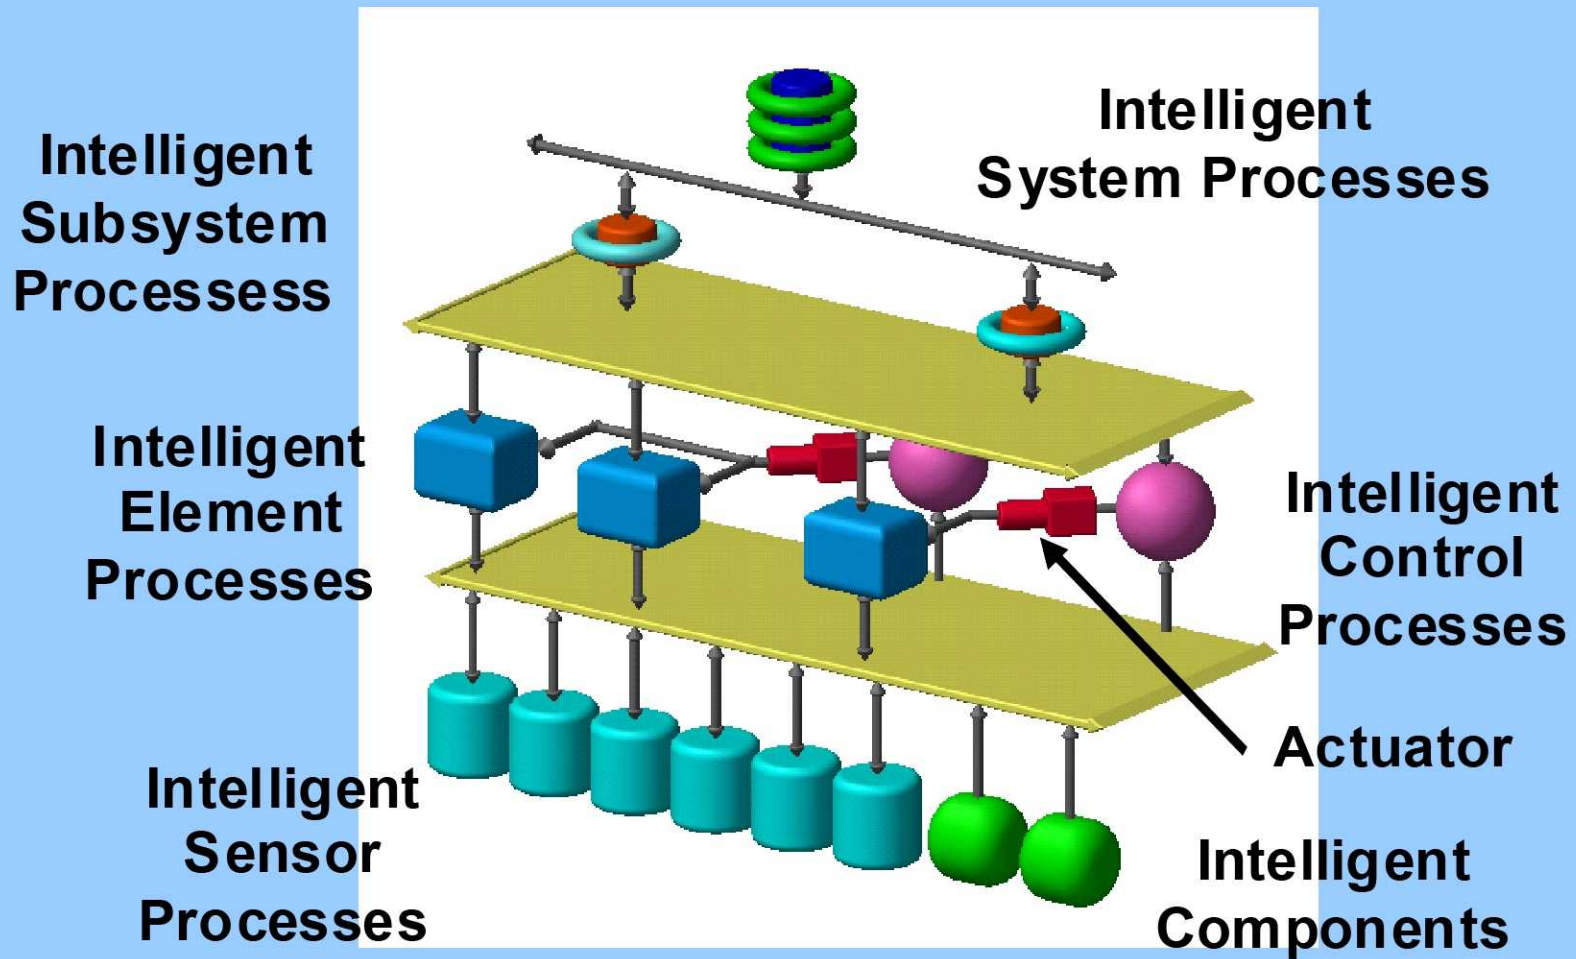 Intelligent
Subsystem
Processess
Intelligent
System Processes
Intelligent
Element
Processes
Intelligent
Control
Processes
Actuator
Intelligent
Sensor
Processes
Intelligent
Components